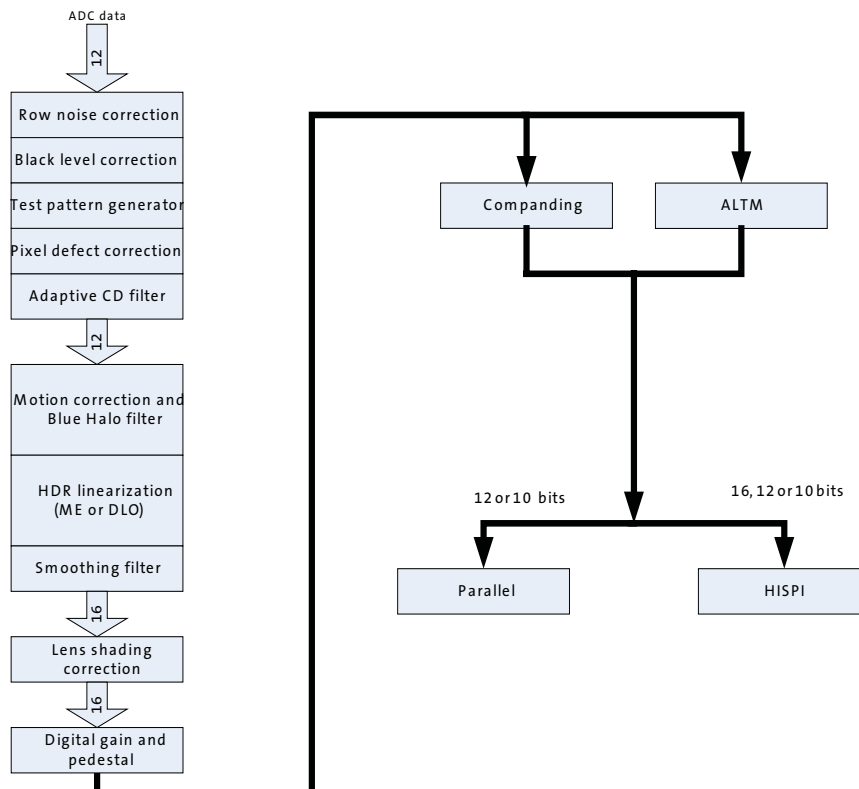 ADC data
12
Row noise correction
Black level correction
Test pattern generator
Pixel defect correction
Adaptive CD filter
12
Motion correction and
Blue Halo filter
HDR linearization
(ME or DLO)
Smoothing filter
16
Lens shading
correction
16
Digital gain and
pedestal
Companding
ALTM
12 or 10 bits
16, 12 or 10 bits
Parallel
HISPI